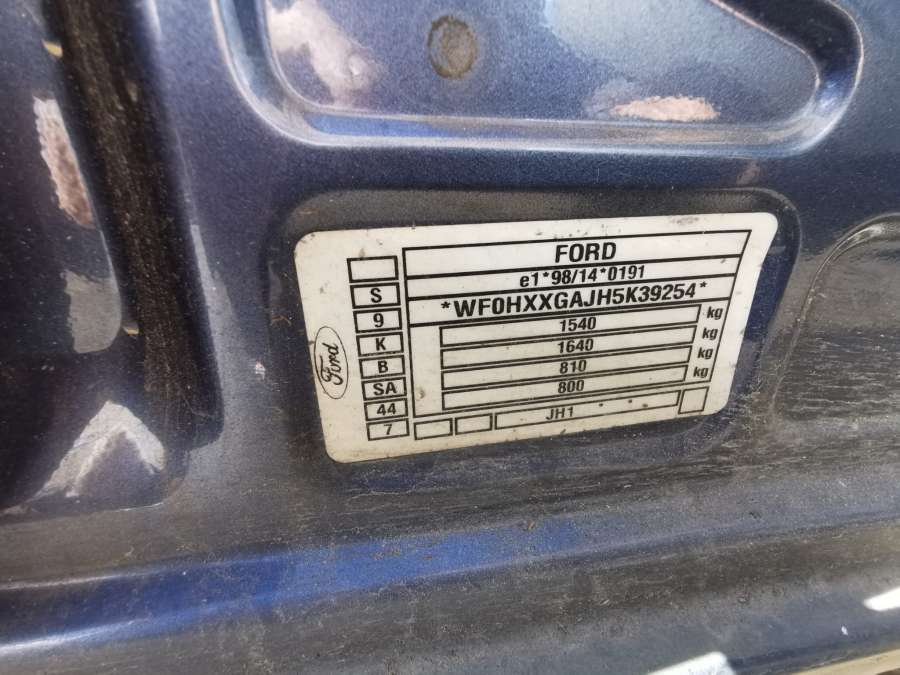 FORD
e1*98/14*0191
*WF0HXXGAJH5K39254*
S
9
1540 kg
K
1640 kg
B
810 kg
SA
800 kg
44
7
JH1
Ford